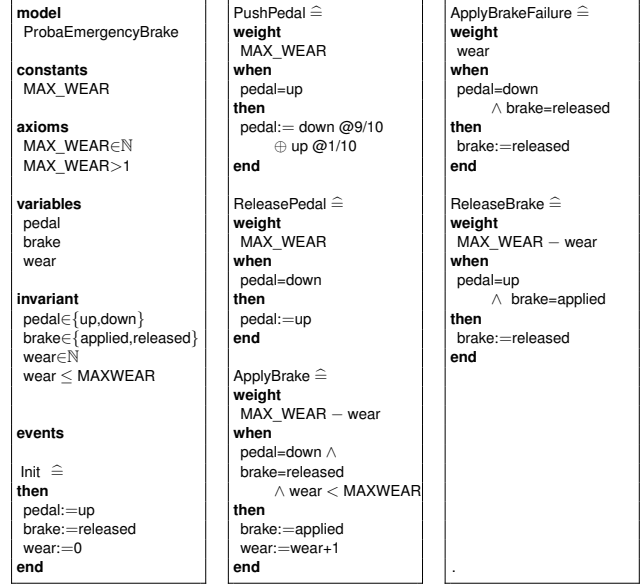 model
ProbaEmergencyBrake
constants
MAX_WEAR
axioms
MAX_WEAR∈ℕ
MAX_WEAR>1
variables
pedal
brake
wear
invariant
pedal∈{up,down}
brake∈{applied,released}
wear∈ℕ
wear ≤ MAXWEAR
events
Init ≙
then
pedal:=up
brake:=released
wear:=0
end
PushPedal ≙
weight
MAX_WEAR
when
pedal=up
then
pedal:= down @9/10
⊕ up @1/10
end
ReleasePedal ≙
weight
MAX_WEAR
when
pedal=down
then
pedal:=up
end
ApplyBrake ≙
weight
MAX_WEAR − wear
when
pedal=down ∧
brake=released
∧ wear < MAXWEAR
then
brake:=applied
wear:=wear+1
end
ApplyBrakeFailure ≙
weight
wear
when
pedal=down
∧ brake=released
then
brake:=released
end
ReleaseBrake ≙
weight
MAX_WEAR − wear
when
pedal=up
∧ brake=applied
then
brake:=released
end
.